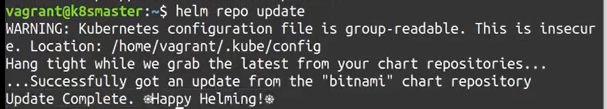 vagrant@k8smaster:~$ helm repo update
WARNING: Kubernetes configuration file is group-readable. This is insecur
e. Location: /home/vagrant/.kube/config
Hang tight while we grab the latest from your chart repositories...
...Successfully got an update from the "bitnami" chart repository
Update Complete. ⎈Happy Helming!⎈